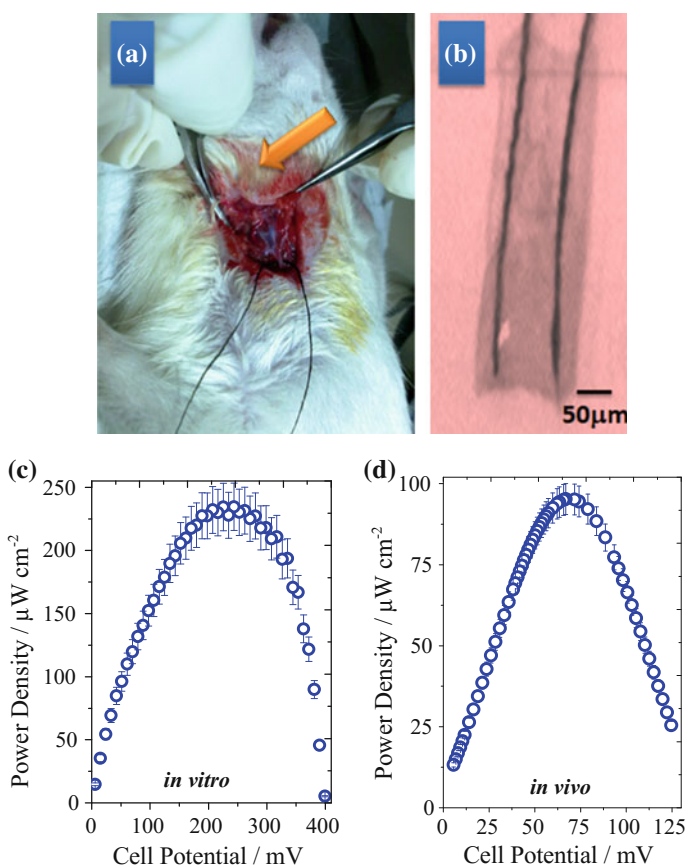 (a)
(b)
50μm
(c)
250
200
150
100
50
0
Power Density / μW cm⁻²
in vitro
0 100 200 300 400
Cell Potential / mV
(d)
100
75
50
25
0
Power Density / μW cm⁻²
in vivo
0 25 50 75 100 125
Cell Potential / mV